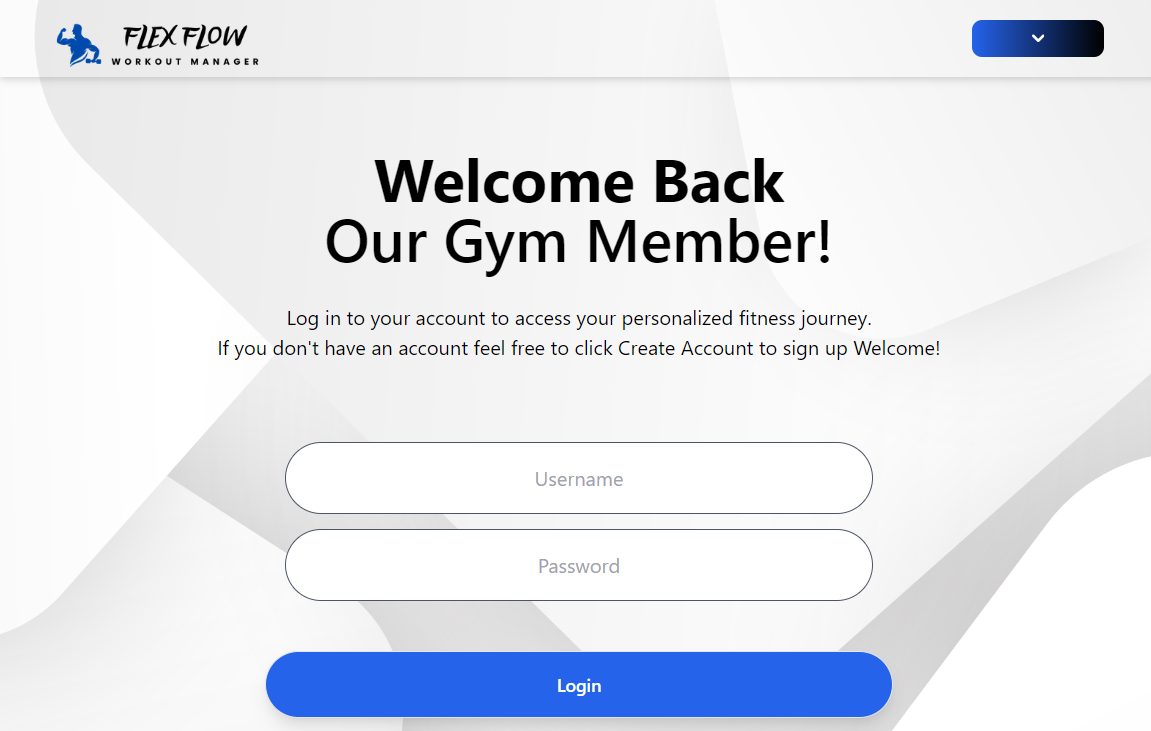 FLEX FLOW
WORKOUT MANAGER
Welcome Back
Our Gym Member!
Log in to your account to access your personalized fitness journey.
If you don't have an account feel free to click Create Account to sign up Welcome!
Username
Password
Login